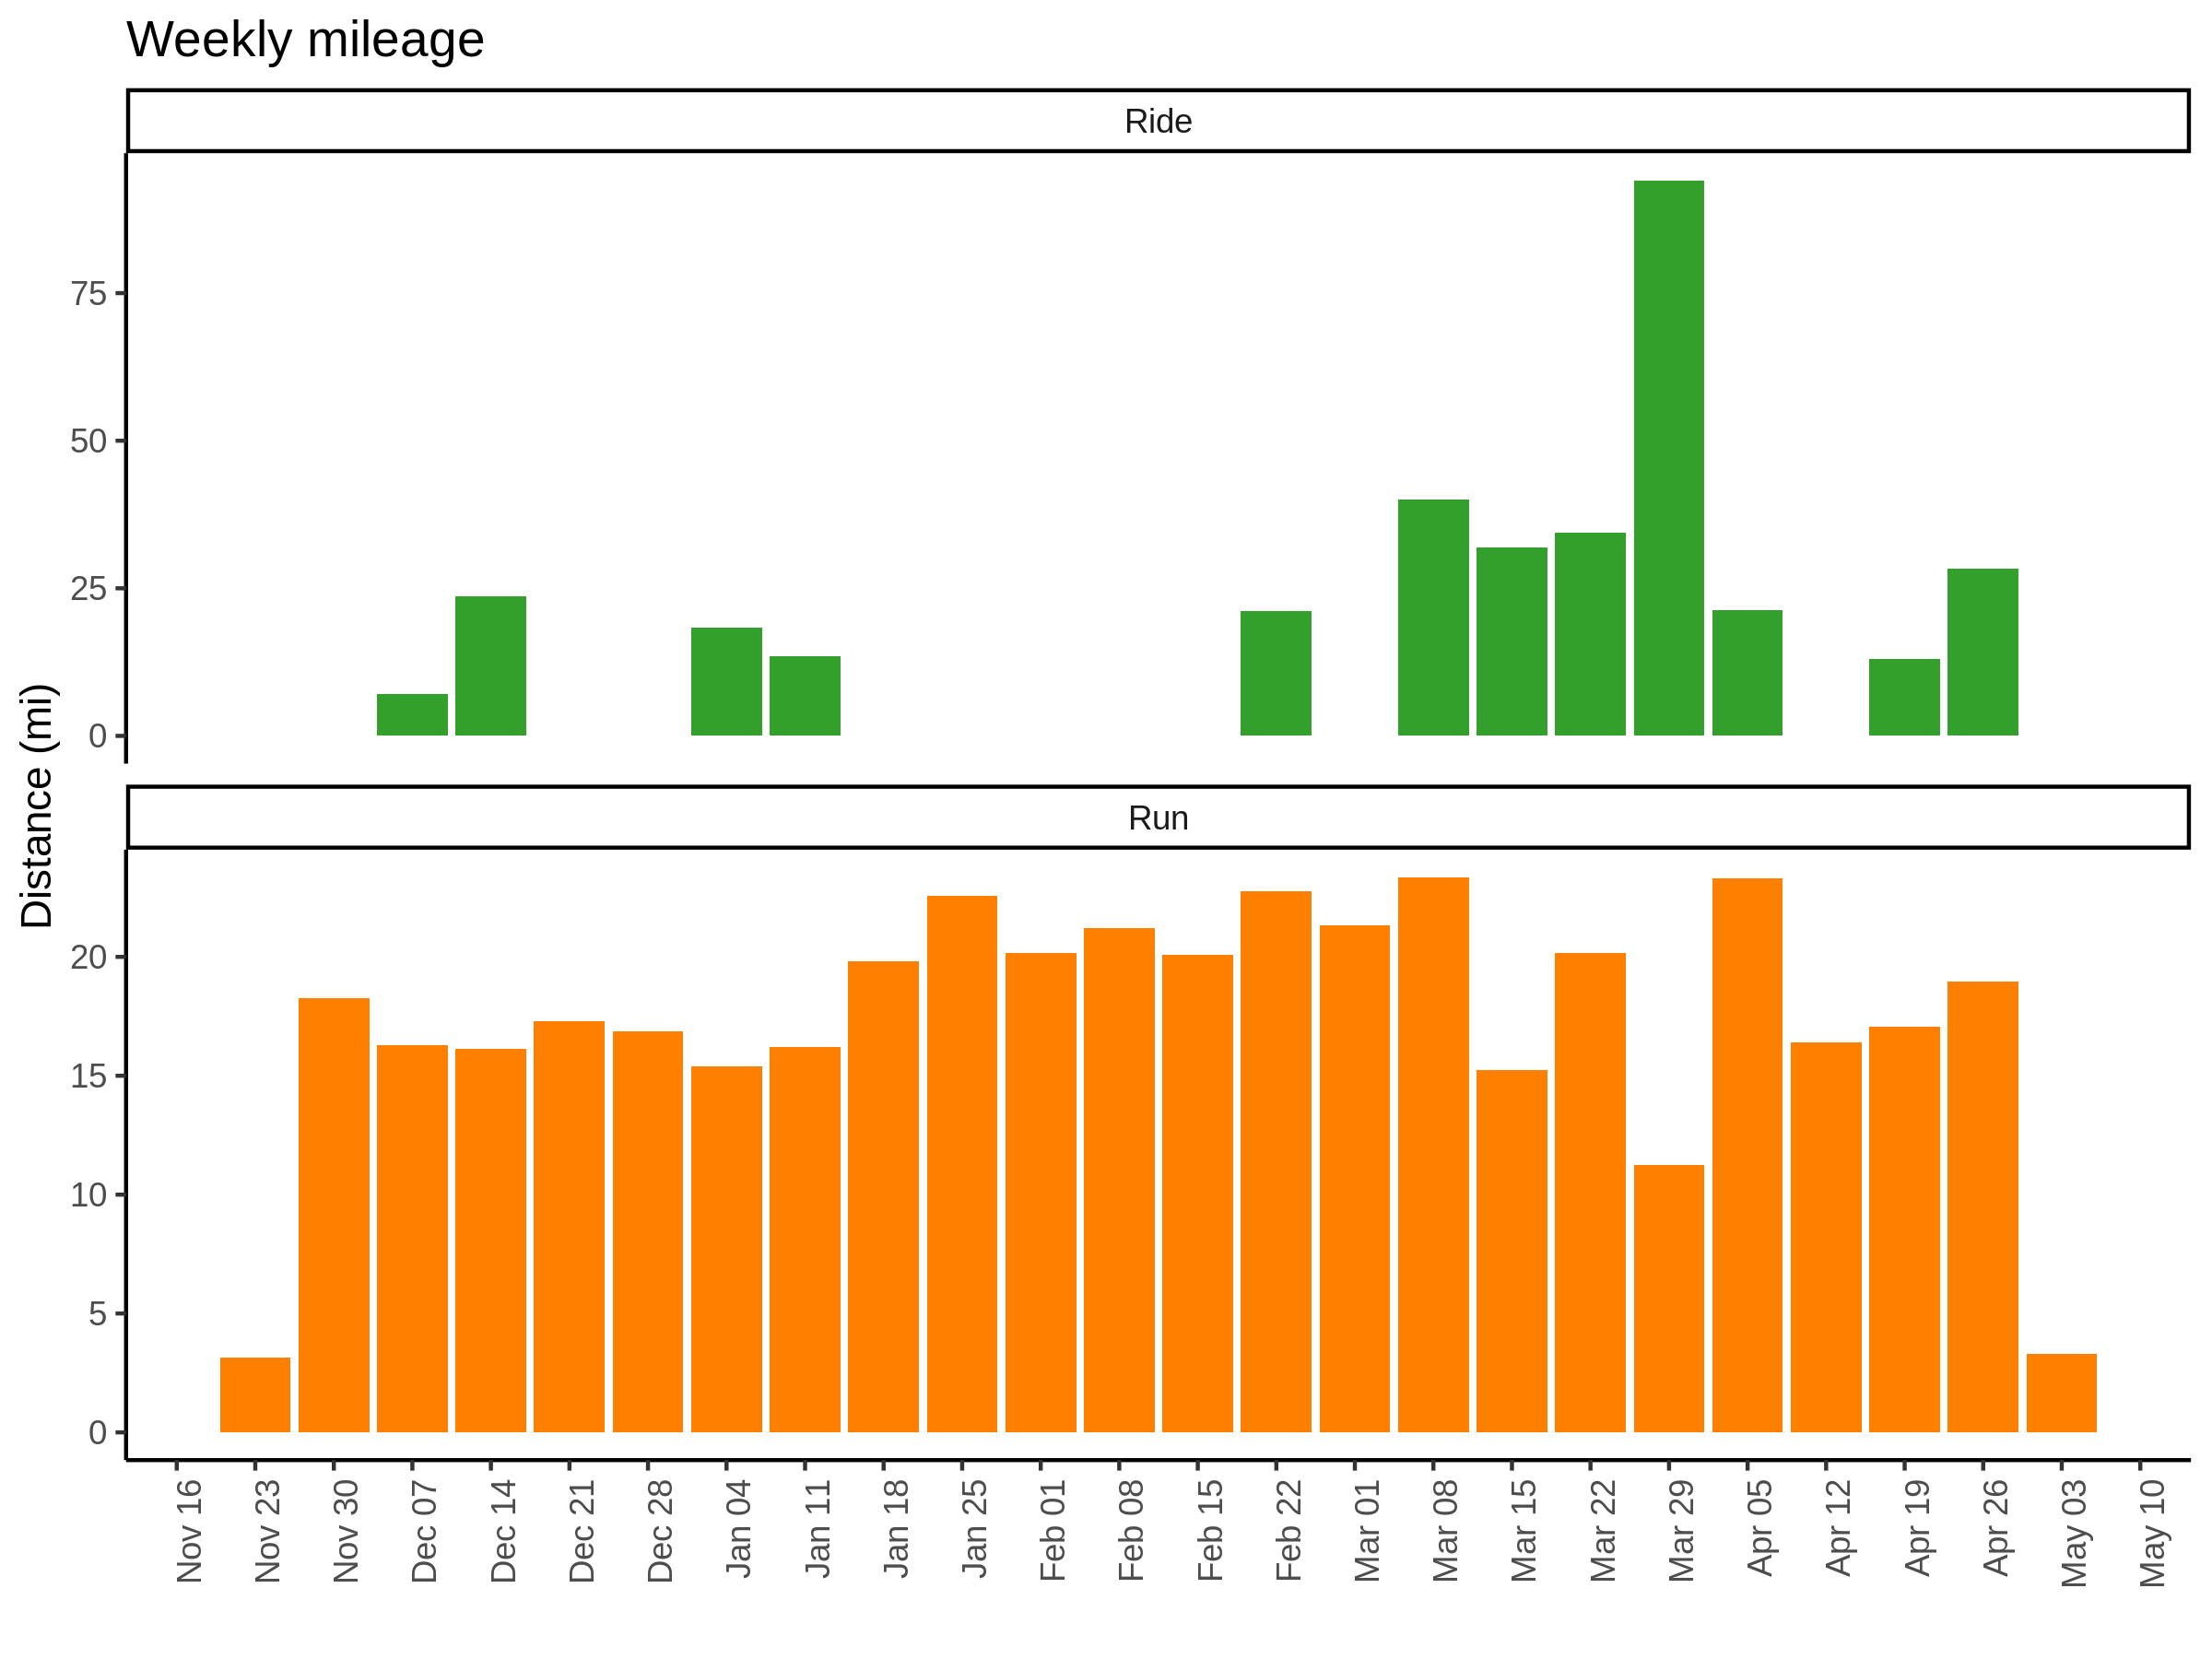 Weekly mileage
Ride
75
50
25
0
Distance (mi)
Run
20
15
10
5
0
Nov 16
Nov 23
Nov 30
Dec 07
Dec 14
Dec 21
Dec 28
Jan 04
Jan 11
Jan 18
Jan 25
Feb 01
Feb 08
Feb 15
Feb 22
Mar 01
Mar 08
Mar 15
Mar 22
Mar 29
Apr 05
Apr 12
Apr 19
Apr 26
May 03
May 10